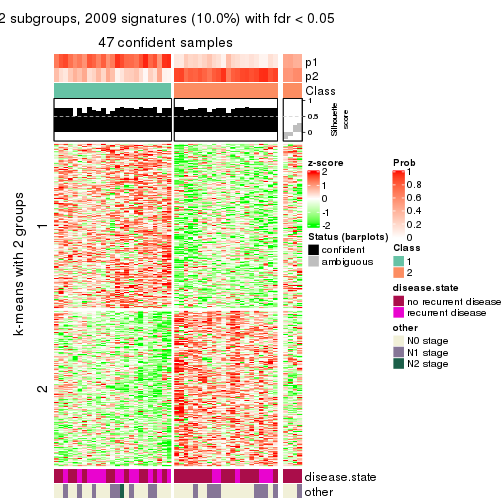 2 subgroups, 2009 signatures (10.0%) with fdr < 0.05
47 confident samples
p1
p2
Class
1
0.5
0
Silhouette
score
k-means with 2 groups
1
2
z-score
2
1
0
-1
-2
Status (barplots)
confident
ambiguous
Prob
1
0.8
0.6
0.4
0.2
0
Class
1
2
disease.state
no recurrent disease
recurrent disease
other
N0 stage
N1 stage
N2 stage
disease.state
other